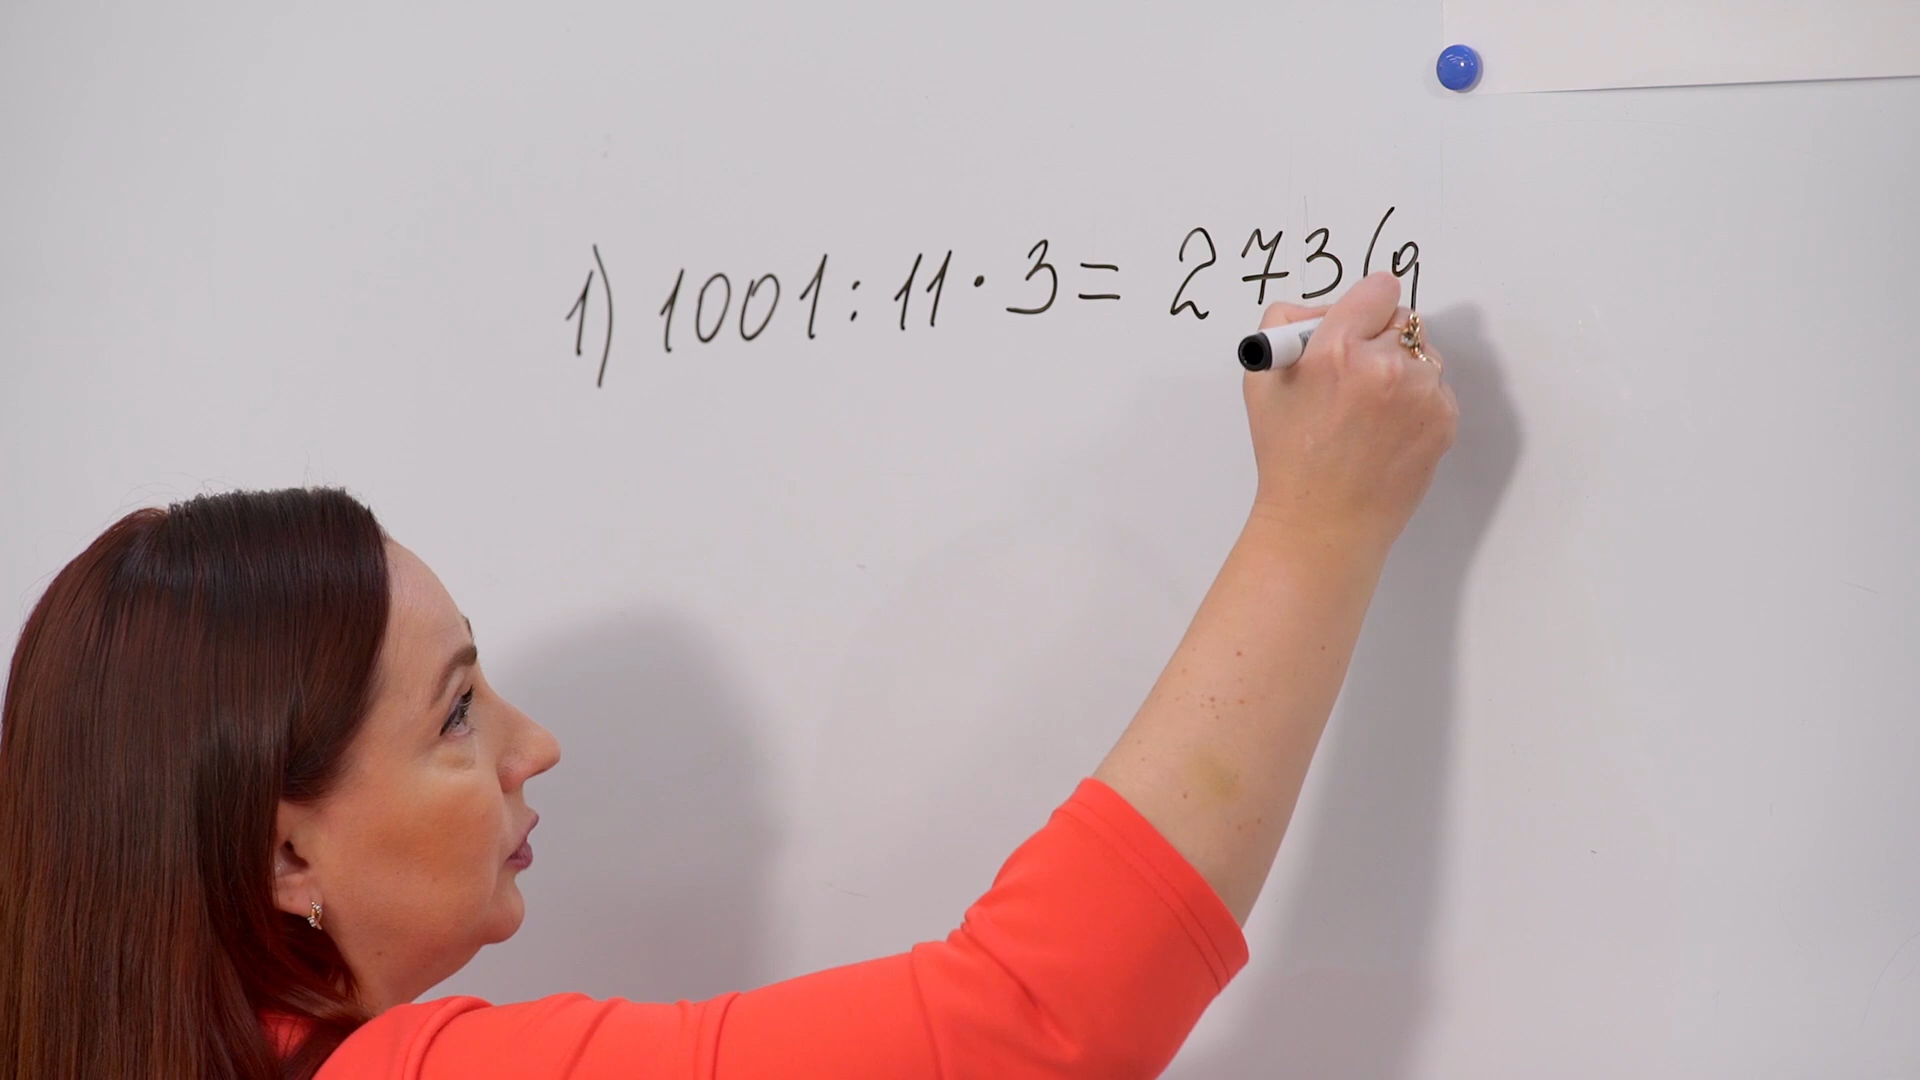 1) 1001 : 11 · 3 = 273 (д